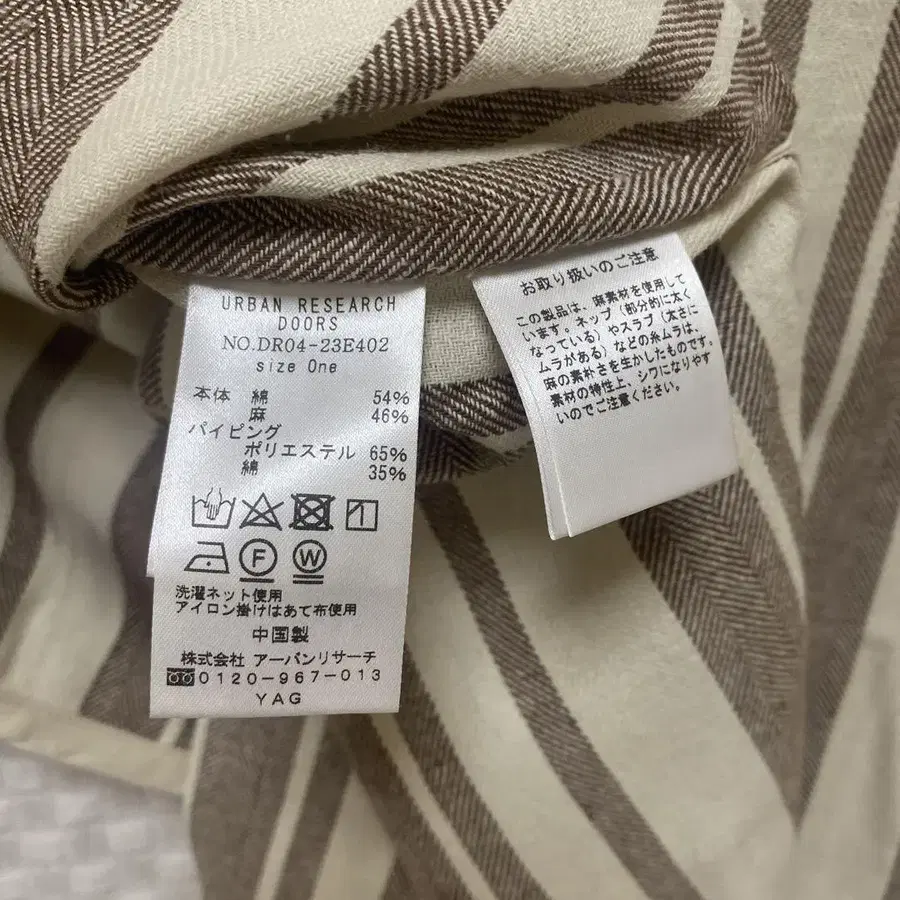 URBAN RESEARCH
DOORS
NO.DR04-23E402
size One
本体 綿 54%
麻 46%
パイピング
ポリエステル 65%
綿 35%
F W
洗濯ネット使用
アイロン掛けはあて布使用
中国製
株式会社 アーバンリサーチ
0120-967-013
YAG
お取り扱いのご注意
この製品は、麻素材を使用して
います。ネップ(部分的に太く
なっている)やスラブ(太さに
ムラがある)などの糸ムラは、
麻の素朴さを生かしたものです。
素材の特性上、シワになりやす
いのでご注意ください。